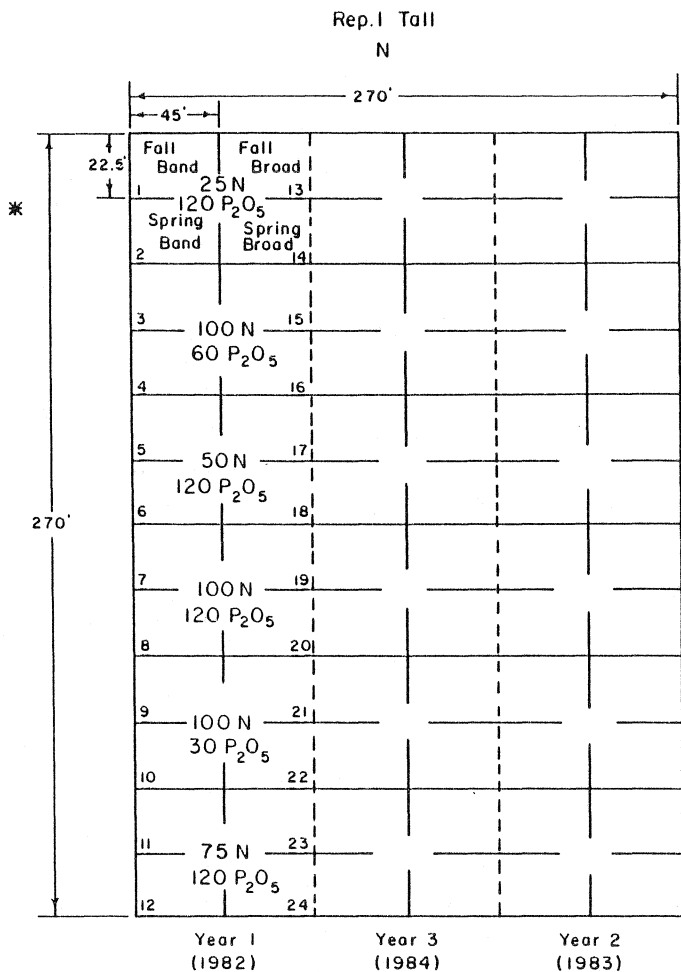 Rep. 1 Tall
N
270'
45'
Fall Band
Fall Broad
22.5'
25 N
1
13
120 P₂O₅
*
Spring Band
Spring Broad
2
14
3
100 N
15
60 P₂O₅
4
16
5
50 N
17
120 P₂O₅
270'
6
18
7
100 N
19
120 P₂O₅
8
20
9
100 N
21
30 P₂O₅
10
22
11
75 N
23
120 P₂O₅
12
24
Year 1
(1982)
Year 3
(1984)
Year 2
(1983)